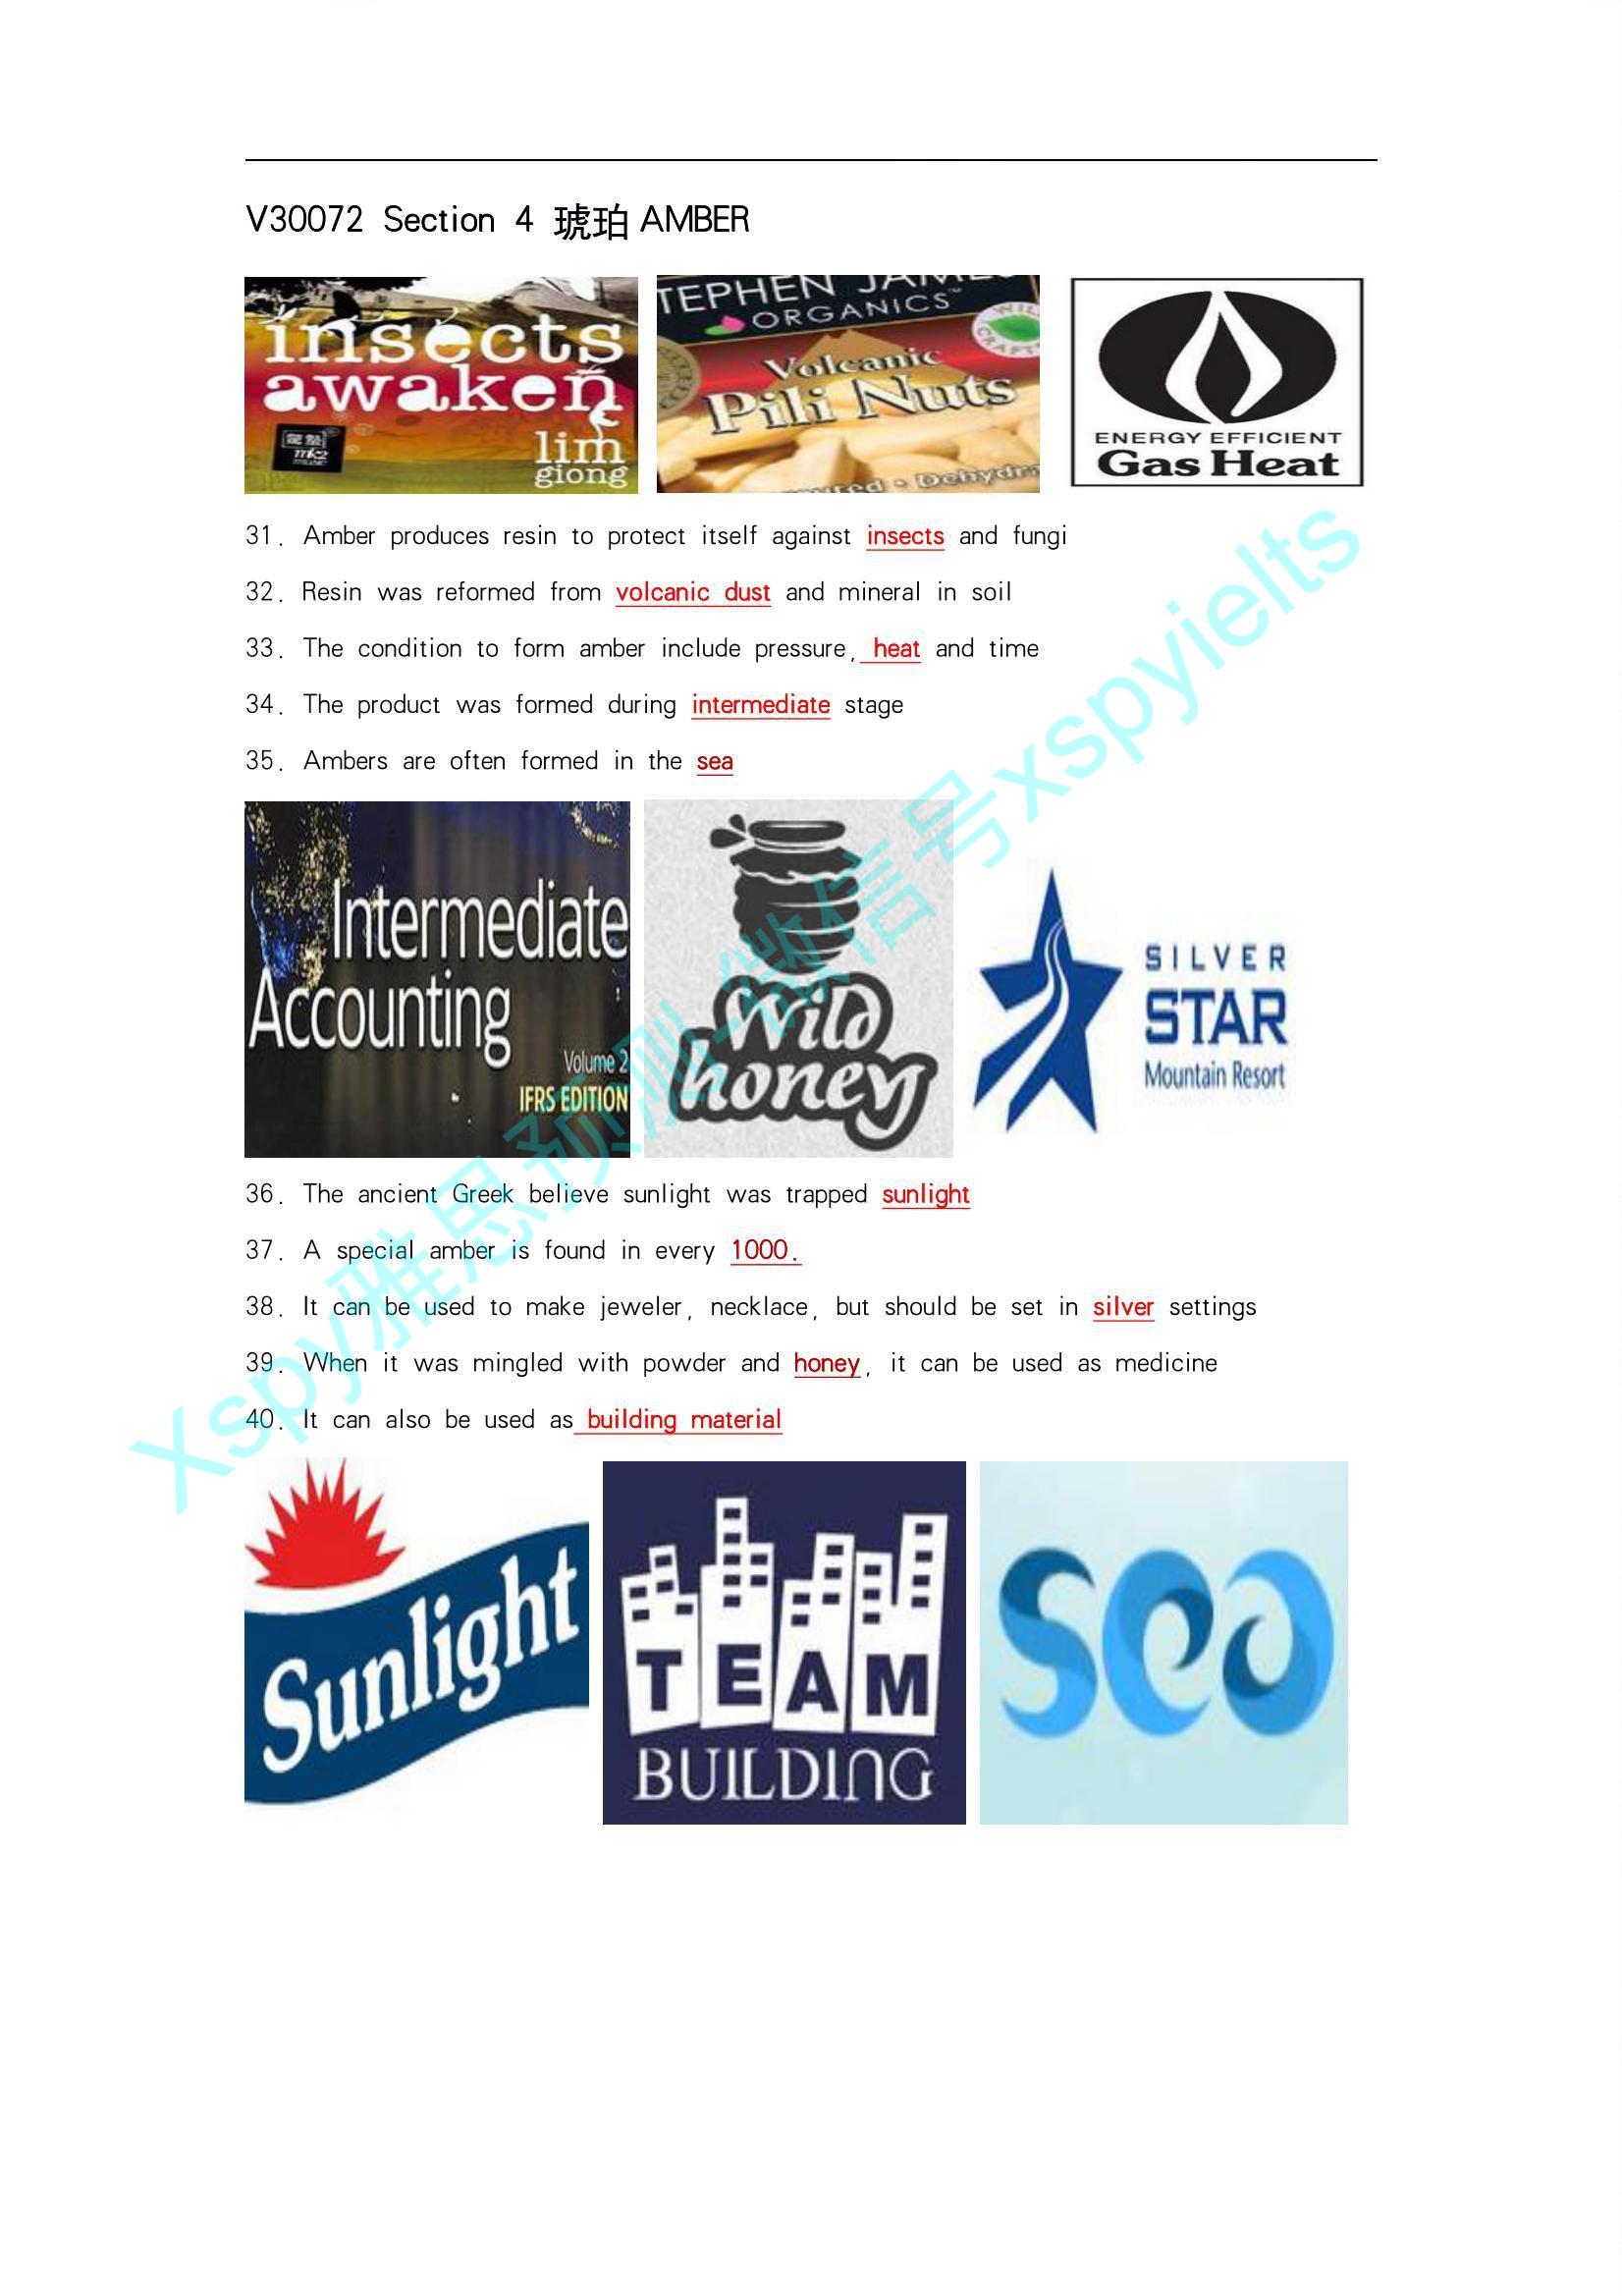 V30072 Section 4 琥珀 AMBER
insects
awaken
lim
giong
TEPHEN JAMES
ORGANICS™
WILD
CRAFT
Volcanic
Pili Nuts
Dehydr
ENERGY EFFICIENT
Gas Heat
31. Amber produces resin to protect itself against insects and fungi
32. Resin was reformed from volcanic dust and mineral in soil
33. The condition to form amber include pressure, heat and time
34. The product was formed during intermediate stage
35. Ambers are often formed in the sea
Intermediate
Accounting
Volume 2
IFRS EDITION
Wild
honey
SILVER
STAR
Mountain Resort
36. The ancient Greek believe sunlight was trapped sunlight
37. A special amber is found in every 1000.
38. It can be used to make jeweler, necklace, but should be set in silver settings
39. When it was mingled with powder and honey, it can be used as medicine
40. It can also be used as building material
Sunlight
TEAM
BUILDING
sea
Xspy雅思预测-微信号xspyielts